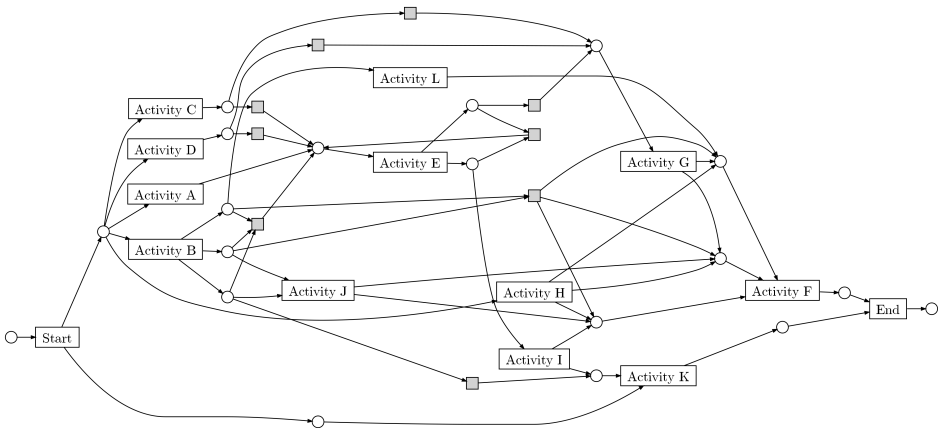 Activity L
Activity C
Activity D
Activity E
Activity G
Activity A
Activity B
Activity J
Activity H
Activity F
Start
End
Activity I
Activity K